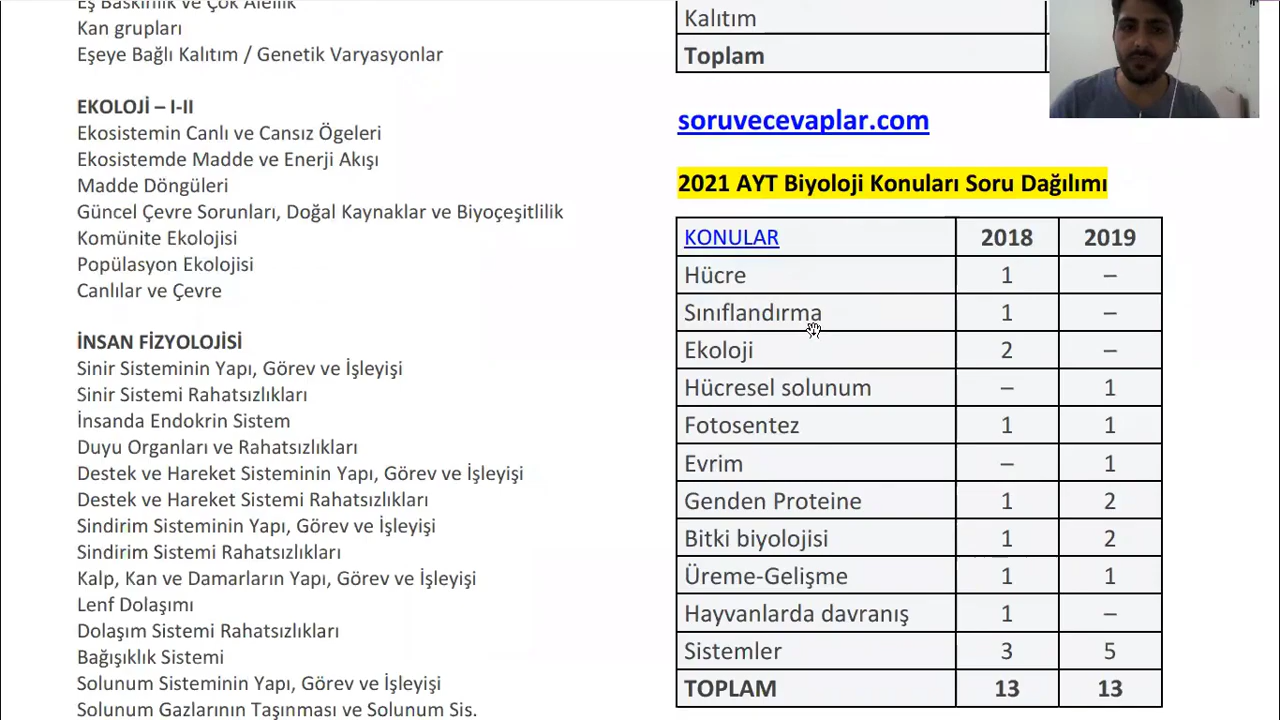 Eş Baskınlık ve Çok Alellik
Kan grupları
Eşeye Bağlı Kalıtım / Genetik Varyasyonlar
EKOLOJİ – I-II
Ekosistemin Canlı ve Cansız Ögeleri
Ekosistemde Madde ve Enerji Akışı
Madde Döngüleri
Güncel Çevre Sorunları, Doğal Kaynaklar ve Biyoçeşitlilik
Komünite Ekolojisi
Popülasyon Ekolojisi
Canlılar ve Çevre
İNSAN FİZYOLOJİSİ
Sinir Sisteminin Yapı, Görev ve İşleyişi
Sinir Sistemi Rahatsızlıkları
İnsanda Endokrin Sistem
Duyu Organları ve Rahatsızlıkları
Destek ve Hareket Sisteminin Yapı, Görev ve İşleyişi
Destek ve Hareket Sistemi Rahatsızlıkları
Sindirim Sisteminin Yapı, Görev ve İşleyişi
Sindirim Sistemi Rahatsızlıkları
Kalp, Kan ve Damarların Yapı, Görev ve İşleyişi
Lenf Dolaşımı
Dolaşım Sistemi Rahatsızlıkları
Bağışıklık Sistemi
Solunum Sisteminin Yapı, Görev ve İşleyişi
Solunum Gazlarının Taşınması ve Solunum Sis.
Kalıtım
Toplam
soruvecevaplar.com
2021 AYT Biyoloji Konuları Soru Dağılımı
KONULAR 2018 2019
Hücre 1 –
Sınıflandırma 1 –
Ekoloji 2 –
Hücresel solunum – 1
Fotosentez 1 1
Evrim – 1
Genden Proteine 1 2
Bitki biyolojisi 1 2
Üreme-Gelişme 1 1
Hayvanlarda davranış 1 –
Sistemler 3 5
TOPLAM 13 13